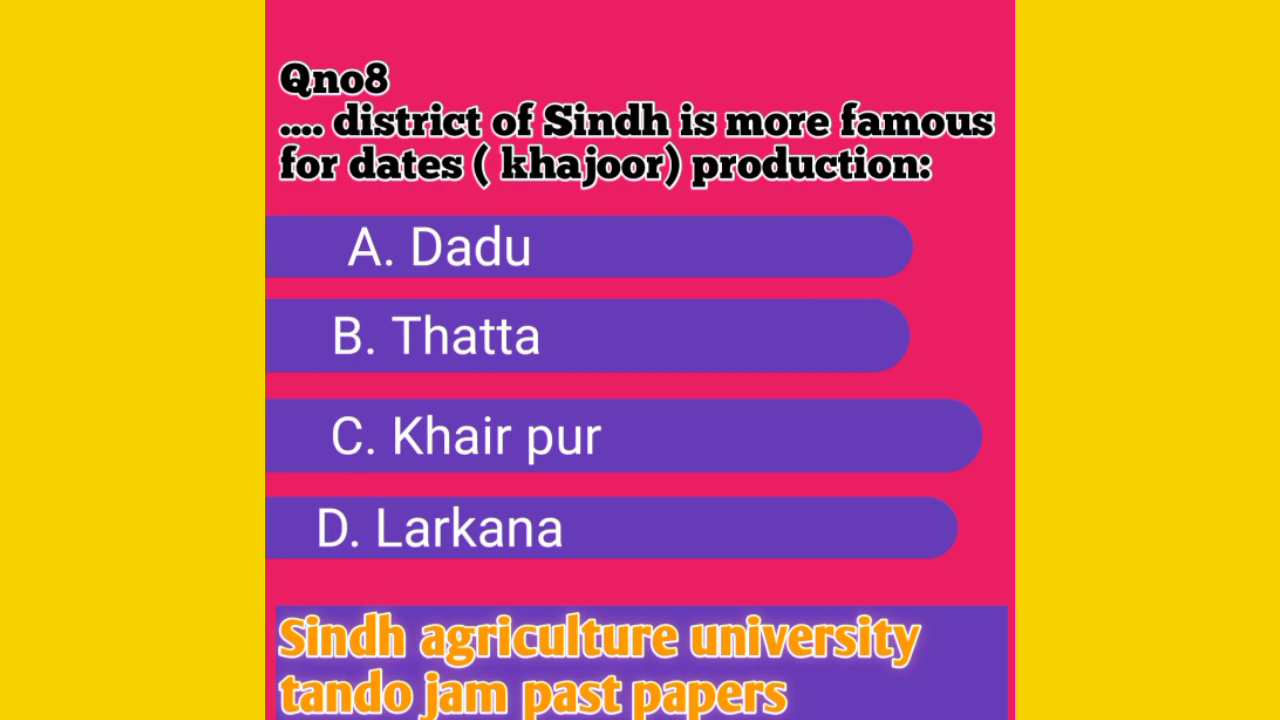 Qno8
.... district of Sindh is more famous
for dates ( khajoor) production:
A. Dadu
B. Thatta
C. Khair pur
D. Larkana
Sindh agriculture university
tando jam past papers